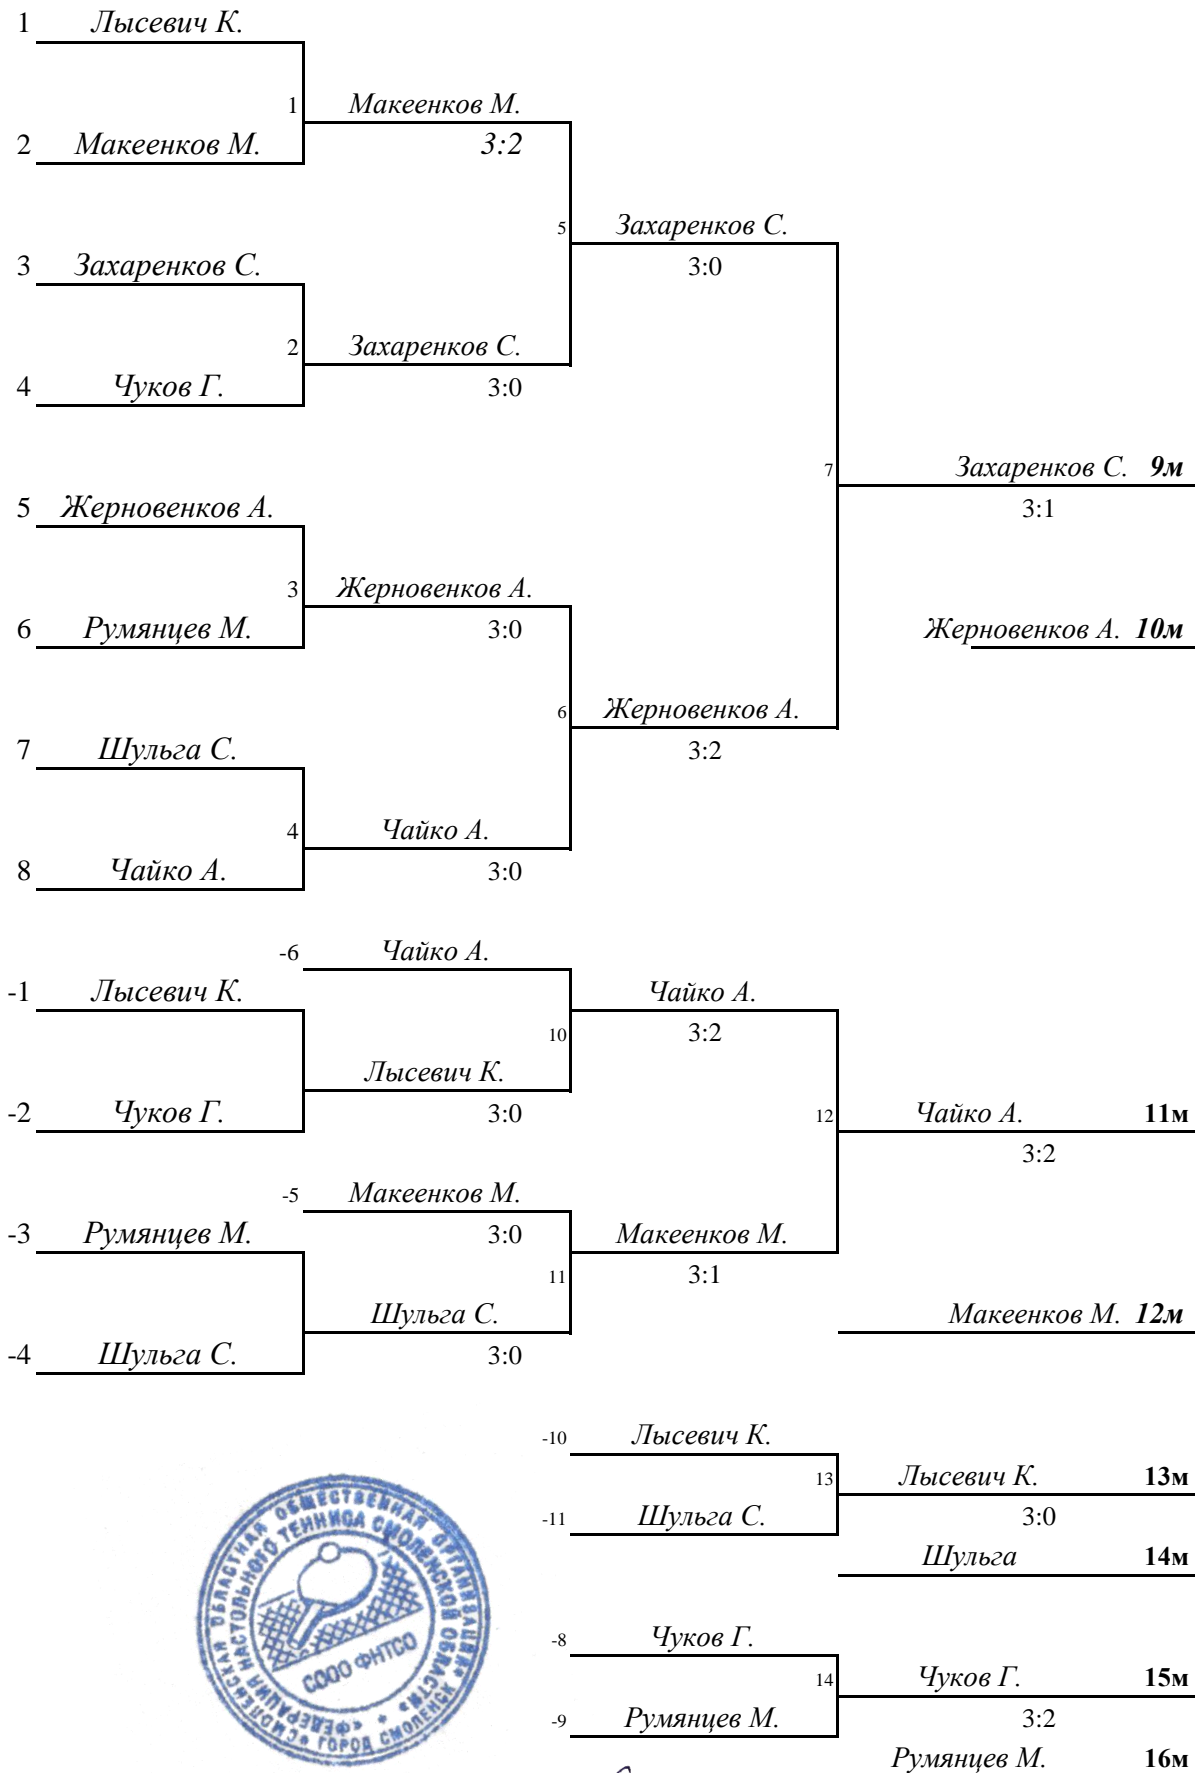 1 Лысевич К.
1 Макеенков М.
2 Макеенков М. 3:2
5 Захаренков С.
3 Захаренков С. 3:0
2 Захаренков С.
4 Чуков Г. 3:0
7 Захаренков С. 9м
5 Жерновенков А. 3:1
3 Жерновенков А.
6 Румянцев М. 3:0 Жерновенков А. 10м
6 Жерновенков А.
7 Шульга С. 3:2
4 Чайко А.
8 Чайко А. 3:0
-6 Чайко А.
-1 Лысевич К. Чайко А.
10 3:2
Лысевич К.
-2 Чуков Г. 3:0 12 Чайко А. 11м
3:2
-5 Макеенков М.
-3 Румянцев М. 3:0 Макеенков М.
11 3:1
Шульга С. Макеенков М. 12м
-4 Шульга С. 3:0
-10 Лысевич К.
13 Лысевич К. 13м
-11 Шульга С. 3:0
Шульга 14м
-8 Чуков Г.
14 Чуков Г. 15м
-9 Румянцев М. 3:2
Румянцев М. 16м
СМОЛЕНСКАЯ ОБЛАСТНАЯ ОБЩЕСТВЕННАЯ ОРГАНИЗАЦИЯ
«ФЕДЕРАЦИЯ НАСТОЛЬНОГО ТЕННИСА СМОЛЕНСКОЙ ОБЛАСТИ»
СООО ФНТСО
ГОРОД СМОЛЕНСК